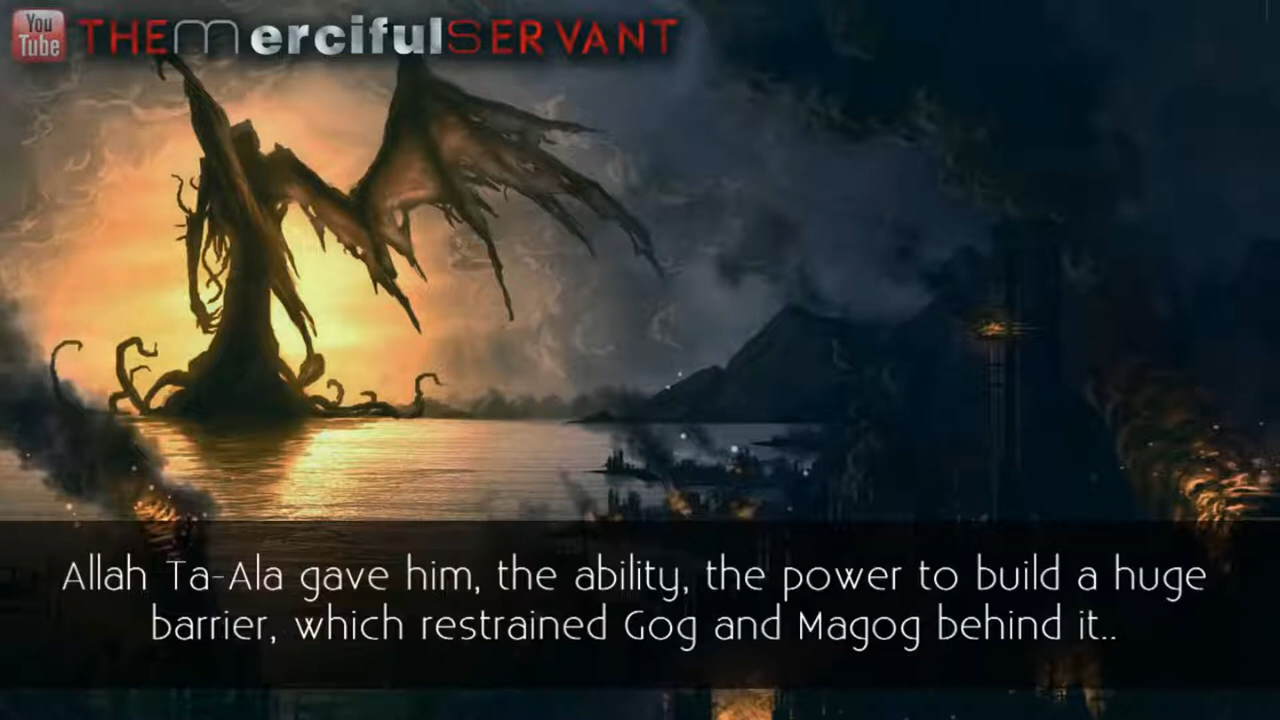 You Tube THEmercifulSERVANT
Allah Ta-Ala gave him, the ability, the power to build a huge
barrier, which restrained Gog and Magog behind it..